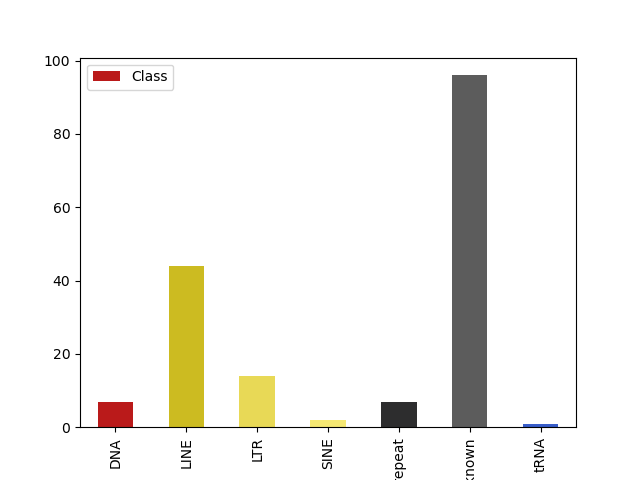 100
80
60
40
20
0
Class
DNA
LINE
LTR
SINE
repeat
known
tRNA